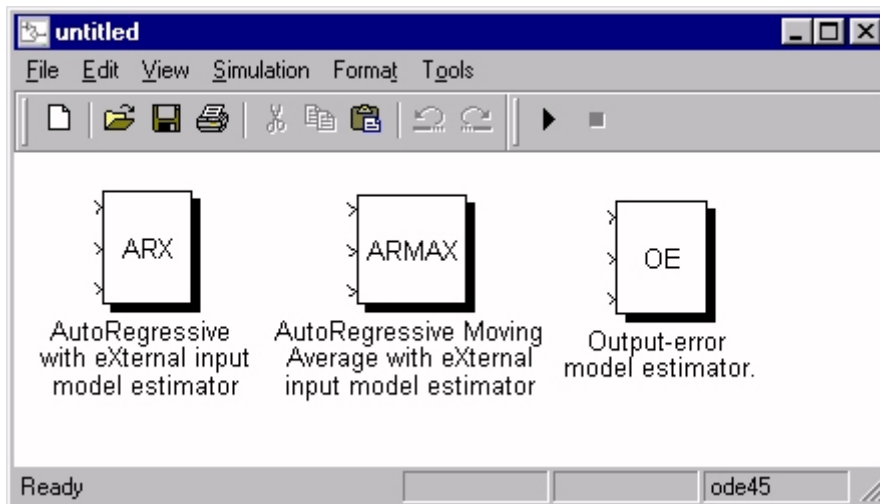 untitled
File Edit View Simulation Format Tools
ARX
ARMAX
OE
AutoRegressive
with eXternal input
model estimator
AutoRegressive Moving
Average with eXternal
input model estimator
Output-error
model estimator.
Ready
ode45